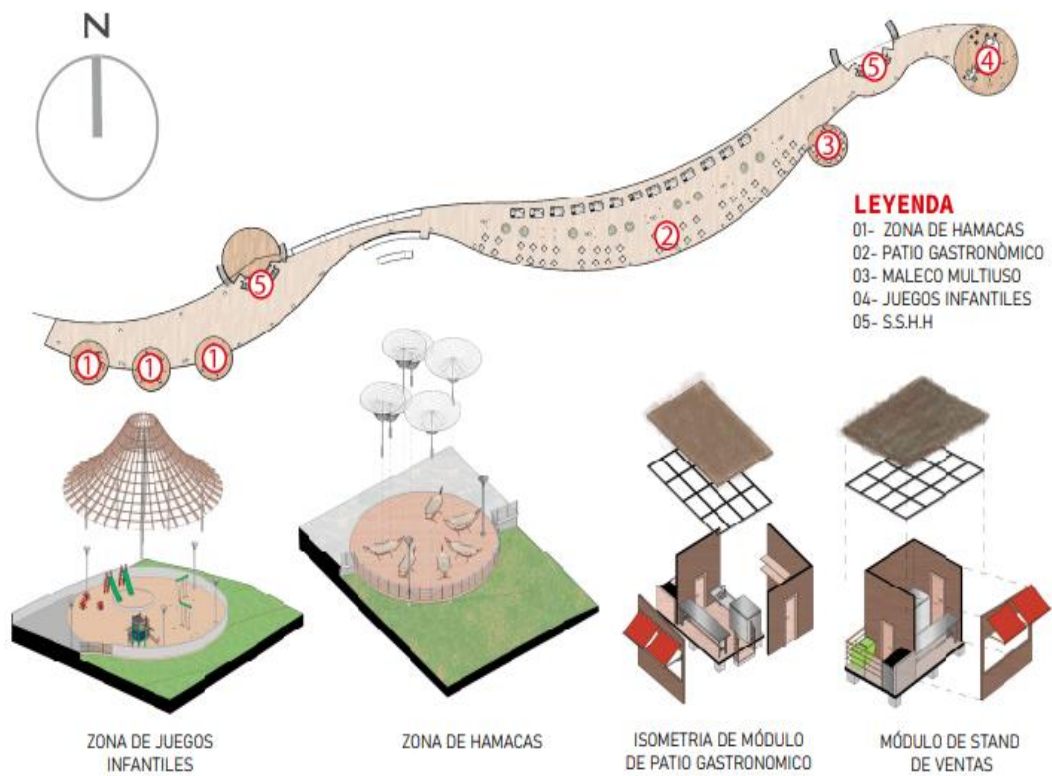 N
5
4
3
2
5
1
1
1
LEYENDA
01- ZONA DE HAMACAS
02- PATIO GASTRONÒMICO
03- MALECO MULTIUSO
04- JUEGOS INFANTILES
05- S.S.H.H
ZONA DE JUEGOS
INFANTILES
ZONA DE HAMACAS
ISOMETRIA DE MÓDULO
DE PATIO GASTRONOMICO
MÓDULO DE STAND
DE VENTAS